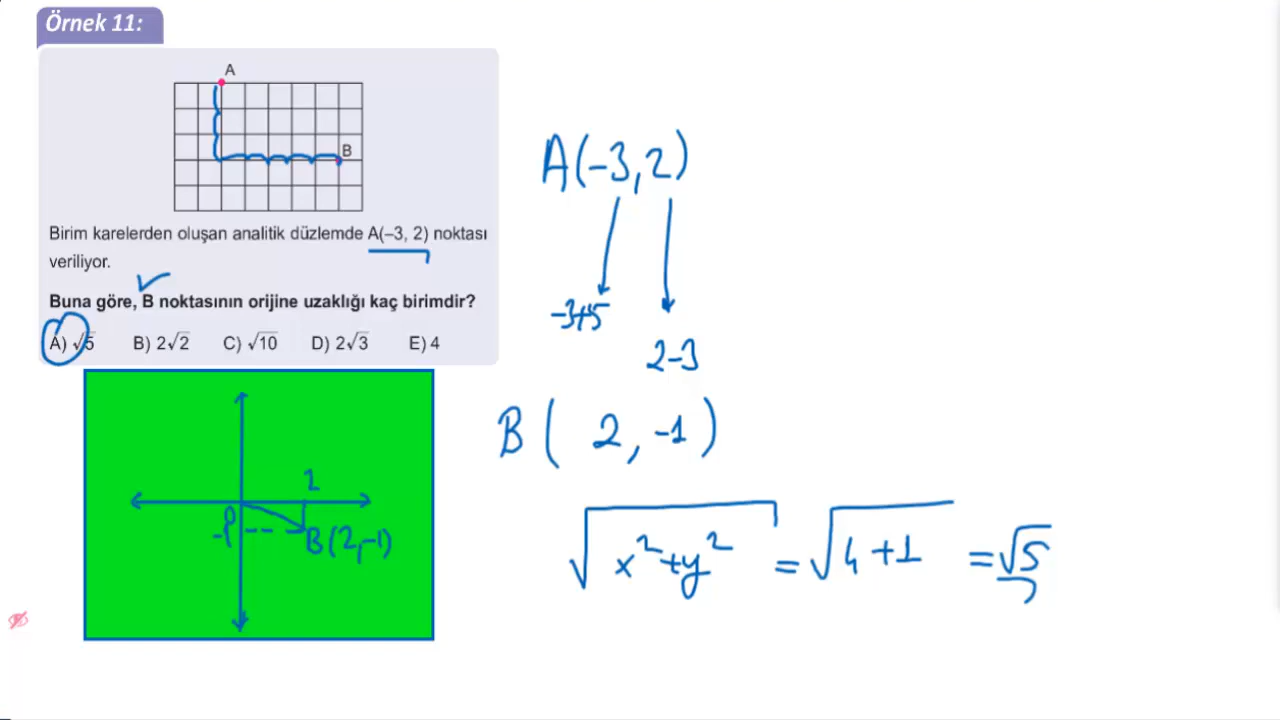 Örnek 11:
A
B
Birim karelerden oluşan analitik düzlemde A(–3, 2) noktası
veriliyor.
Buna göre, B noktasının orijine uzaklığı kaç birimdir?
A) √5 B) 2√2 C) √10 D) 2√3 E) 4
2
-1
B(2,-1)
A(-3,2)
-3+5
2-3
B( 2, -1)
√x²+y² = √4+1 = √5